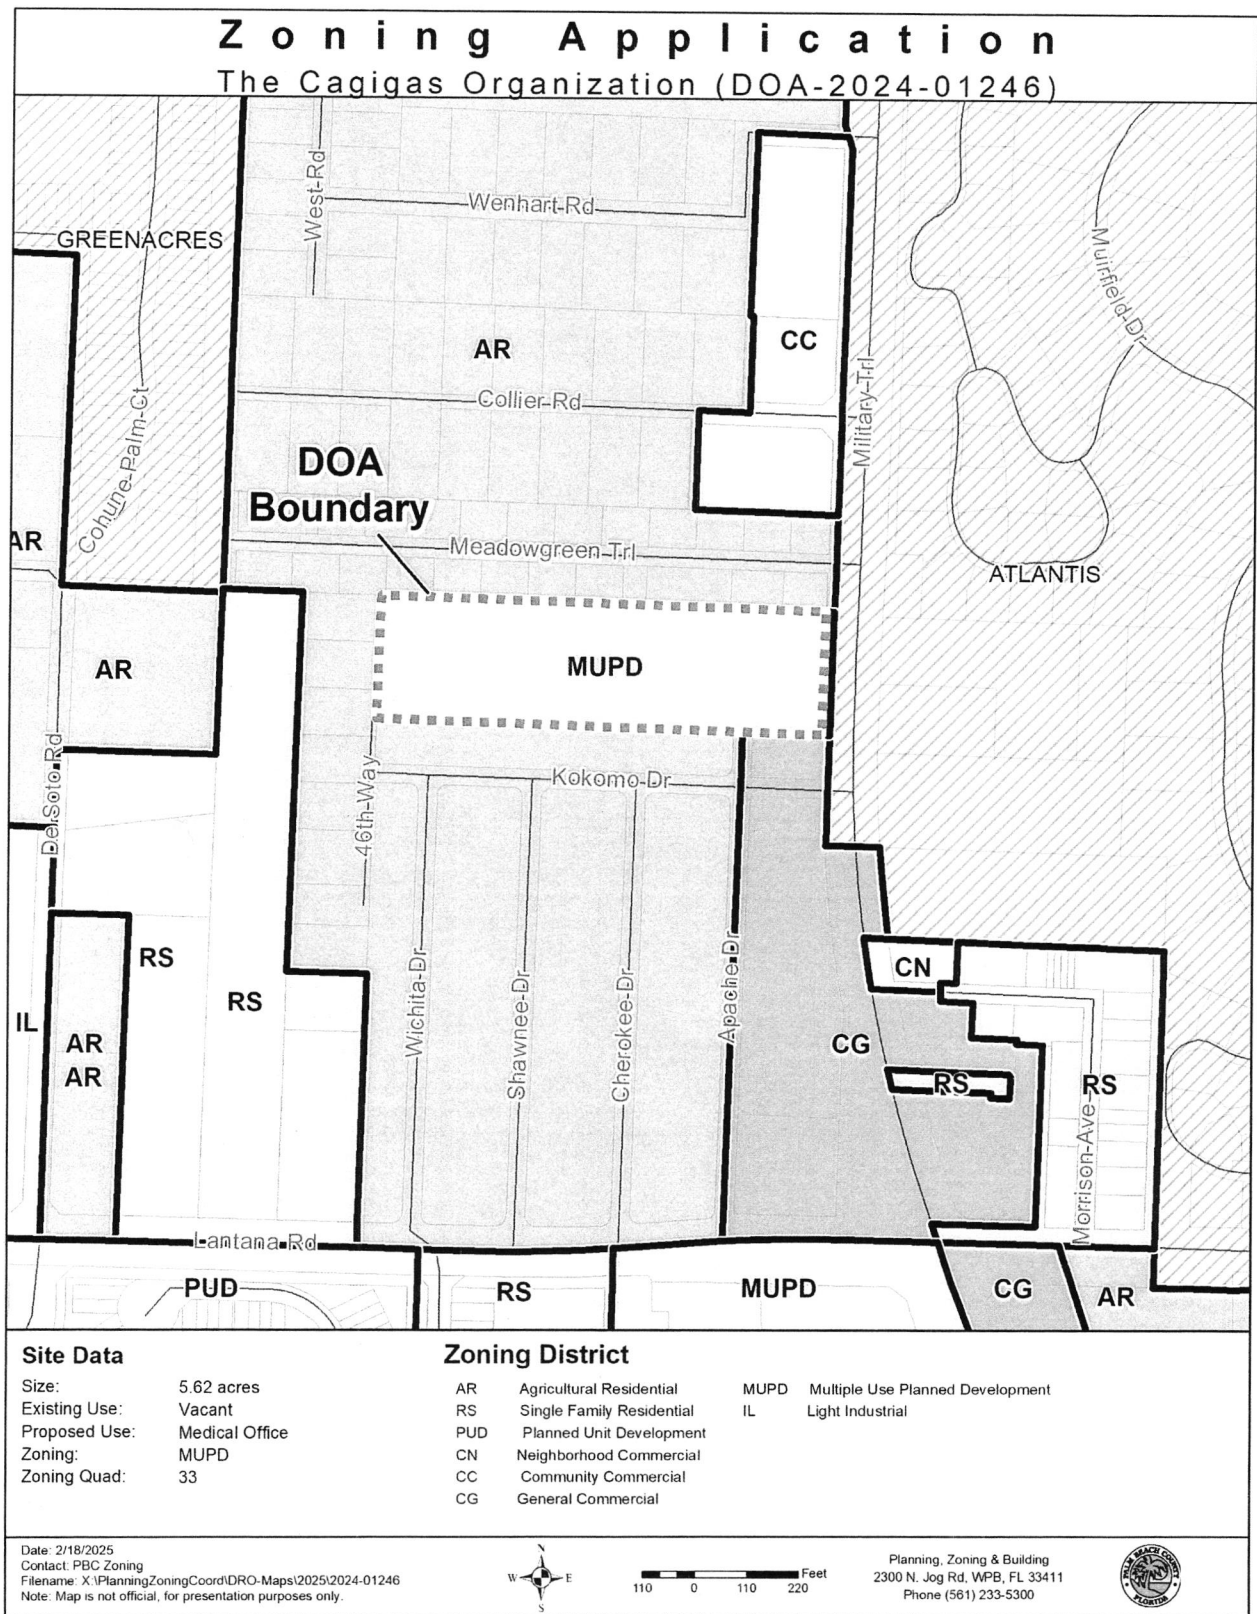 Zoning Application
The Cagigas Organization (DOA-2024-01246)
West-Rd
Wenhart-Rd
GREENACRES
Muirfield-Dr
CC
AR
Collier-Rd
Military-Trl
Cohune-Palm-Ct
DOA
Boundary
AR
Meadowgreen-Trl
ATLANTIS
AR
MUPD
De Soto Rd
46th-Way
Kokomo-Dr
RS
CN
RS
IL
AR
AR
Wichita-Dr
Shawnee-Dr
Cherokee-Dr
Apache-Dr
CG
RS
RS
Morrison-Ave
Lantana Rd
PUD
RS
MUPD
CG
AR
Site Data
Size: 5.62 acres
Existing Use: Vacant
Proposed Use: Medical Office
Zoning: MUPD
Zoning Quad: 33
Zoning District
AR Agricultural Residential
RS Single Family Residential
PUD Planned Unit Development
CN Neighborhood Commercial
CC Community Commercial
CG General Commercial
MUPD Multiple Use Planned Development
IL Light Industrial
Date: 2/18/2025
Contact: PBC Zoning
Filename: X:\PlanningZoningCoord\DRO-Maps\2025\2024-01246
Note: Map is not official, for presentation purposes only.
N
W E
S
Feet
110 0 110 220
Planning, Zoning & Building
2300 N. Jog Rd, WPB, FL 33411
Phone (561) 233-5300
PALM BEACH COUNTY
FLORIDA